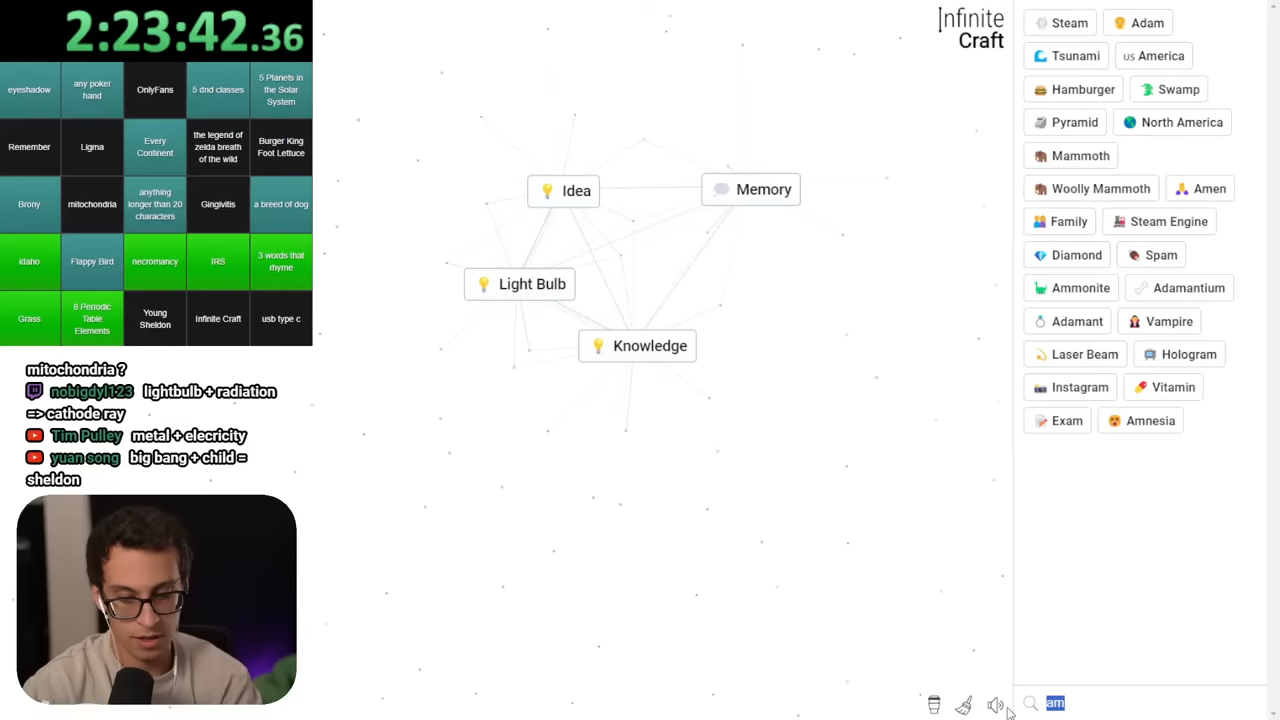 2:23:42.36
eyeshadow
any poker
hand
OnlyFans
5 dnd classes
5 Planets in
the Solar
System
Remember
Ligma
Every
Continent
the legend of
zelda breath
of the wild
Burger King
Foot Lettuce
Brony
mitochondria
anything
longer than 20
characters
Gingivitis
a breed of dog
idaho
Flappy Bird
necromancy
IRS
3 words that
rhyme
Grass
8 Periodic
Table
Elements
Young
Sheldon
Infinite Craft
usb type c
mitochondria ?
nobigdyl123 lightbulb + radiation
=> cathode ray
Tim Pulley metal + elecricity
yuan song big bang + child =
sheldon
Idea
Memory
Light Bulb
Knowledge
Infinite
Craft
Steam
Adam
Tsunami
US America
Hamburger
Swamp
Pyramid
North America
Mammoth
Woolly Mammoth
Amen
Family
Steam Engine
Diamond
Spam
Ammonite
Adamantium
Adamant
Vampire
Laser Beam
Hologram
Instagram
Vitamin
Exam
Amnesia
am